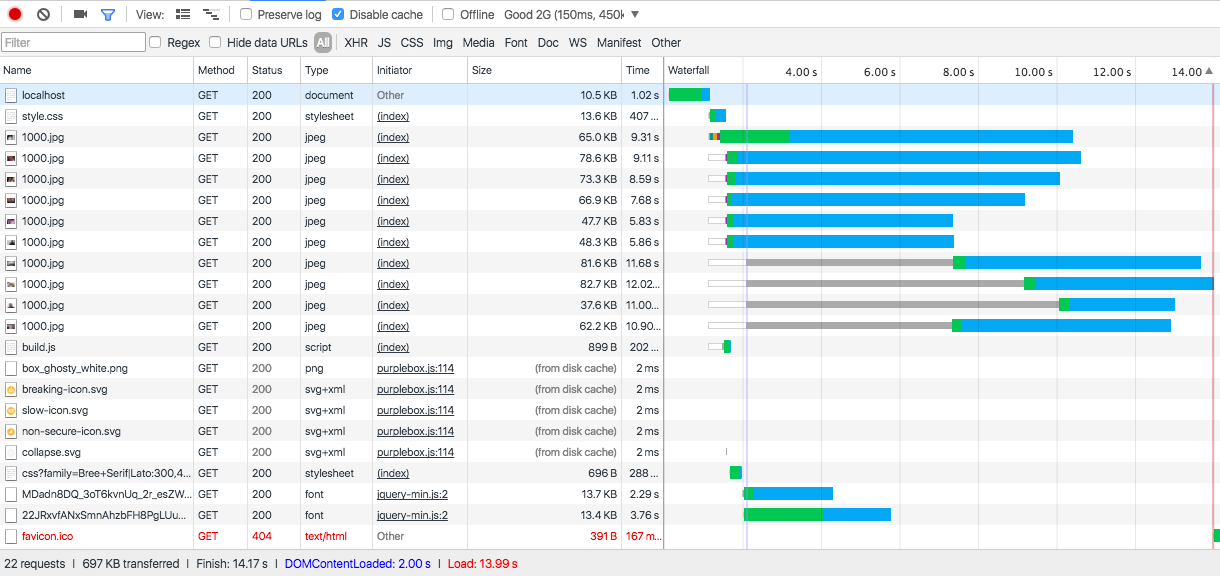 View: Preserve log Disable cache Offline Good 2G (150ms, 450k ▼
Filter Regex Hide data URLs All XHR JS CSS Img Media Font Doc WS Manifest Other
Name Method Status Type Initiator Size Time Waterfall 4.00 s 6.00 s 8.00 s 10.00 s 12.00 s 14.00 ▲
localhost GET 200 document Other 10.5 KB 1.02 s
style.css GET 200 stylesheet (index) 13.6 KB 407 ...
1000.jpg GET 200 jpeg (index) 65.0 KB 9.31 s
1000.jpg GET 200 jpeg (index) 78.6 KB 9.11 s
1000.jpg GET 200 jpeg (index) 73.3 KB 8.59 s
1000.jpg GET 200 jpeg (index) 66.9 KB 7.68 s
1000.jpg GET 200 jpeg (index) 47.7 KB 5.83 s
1000.jpg GET 200 jpeg (index) 48.3 KB 5.86 s
1000.jpg GET 200 jpeg (index) 81.6 KB 11.68 s
1000.jpg GET 200 jpeg (index) 82.7 KB 12.02...
1000.jpg GET 200 jpeg (index) 37.6 KB 11.00...
1000.jpg GET 200 jpeg (index) 62.2 KB 10.90...
build.js GET 200 script (index) 899 B 202 ...
box_ghosty_white.png GET 200 png purplebox.js:114 (from disk cache) 2 ms
breaking-icon.svg GET 200 svg+xml purplebox.js:114 (from disk cache) 2 ms
slow-icon.svg GET 200 svg+xml purplebox.js:114 (from disk cache) 2 ms
non-secure-icon.svg GET 200 svg+xml purplebox.js:114 (from disk cache) 2 ms
collapse.svg GET 200 svg+xml purplebox.js:114 (from disk cache) 2 ms
css?family=Bree+Serif|Lato:300,4... GET 200 stylesheet (index) 696 B 288 ...
MDadn8DQ_3oT6kvnUq_2r_esZW... GET 200 font jquery-min.js:2 13.7 KB 2.29 s
22JRxvfANxSmnAhzbFH8PgLUu... GET 200 font jquery-min.js:2 13.4 KB 3.76 s
favicon.ico GET 404 text/html Other 391 B 167 m...
22 requests | 697 KB transferred | Finish: 14.17 s | DOMContentLoaded: 2.00 s | Load: 13.99 s